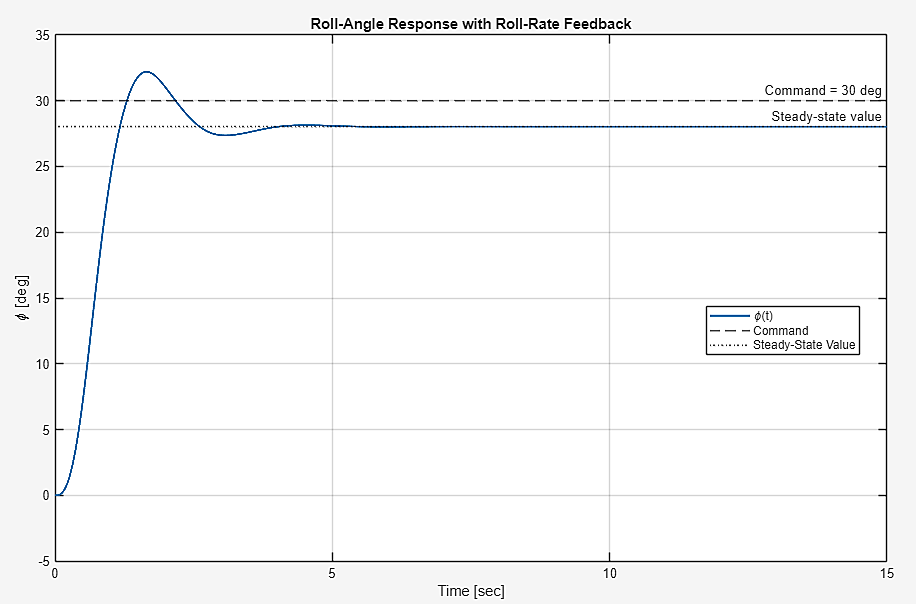 Roll-Angle Response with Roll-Rate Feedback
35
30
25
20
15
10
5
0
-5
ϕ [deg]
Command = 30 deg
Steady-state value
ϕ(t)
Command
Steady-State Value
0
5
10
15
Time [sec]